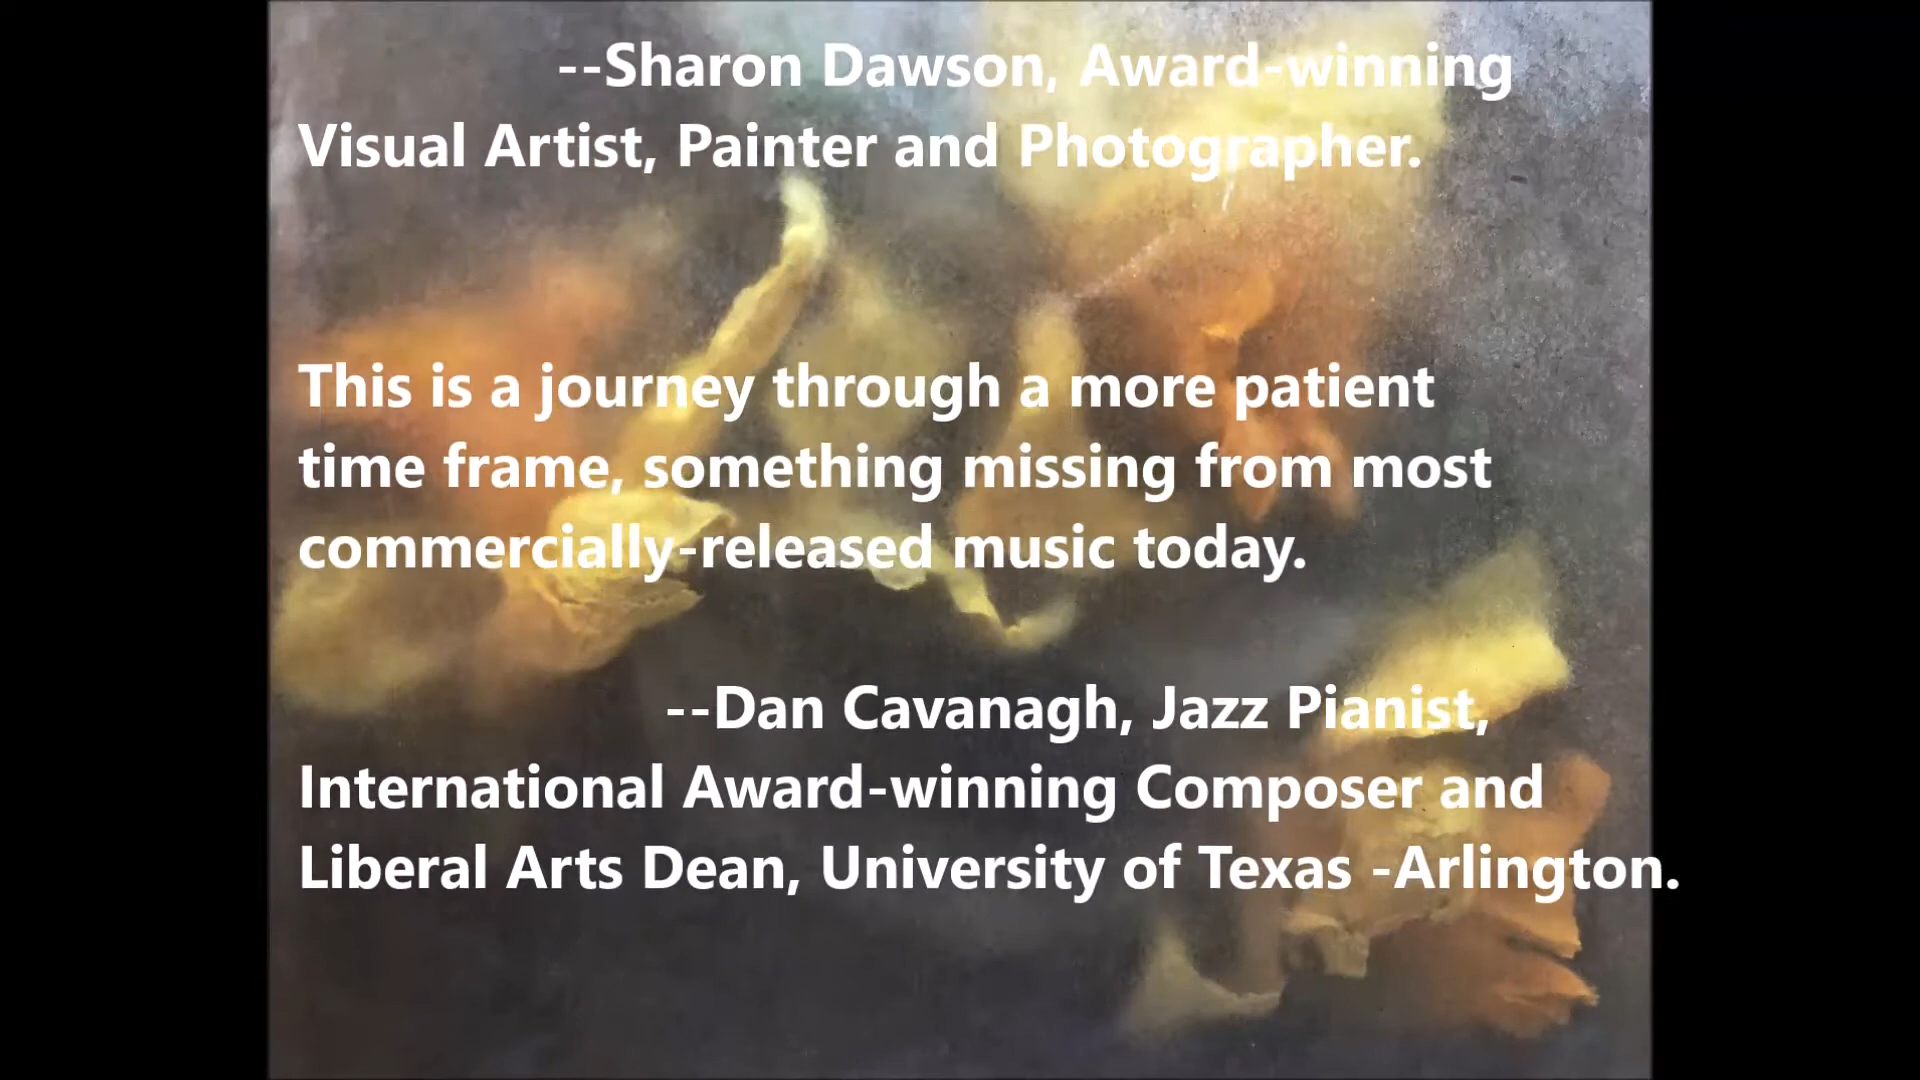 --Sharon Dawson, Award-winning
Visual Artist, Painter and Photographer.
This is a journey through a more patient
time frame, something missing from most
commercially-released music today.
--Dan Cavanagh, Jazz Pianist,
International Award-winning Composer and
Liberal Arts Dean, University of Texas -Arlington.